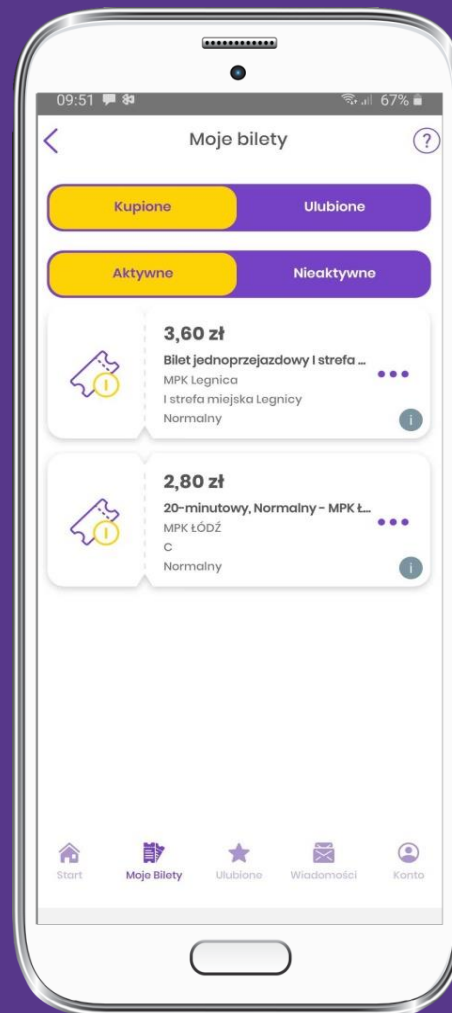 09:51
67%
Moje bilety
?
Kupione
Ulubione
Aktywne
Nieaktywne
3,60 zł
Bilet jednoprzejazdowy I strefa ...
MPK Legnica
I strefa miejska Legnicy
Normalny
i
2,80 zł
20-minutowy, Normalny - MPK Ł...
MPK ŁÓDŹ
C
Normalny
i
Start
Moje Bilety
Ulubione
Wiadomości
Konto